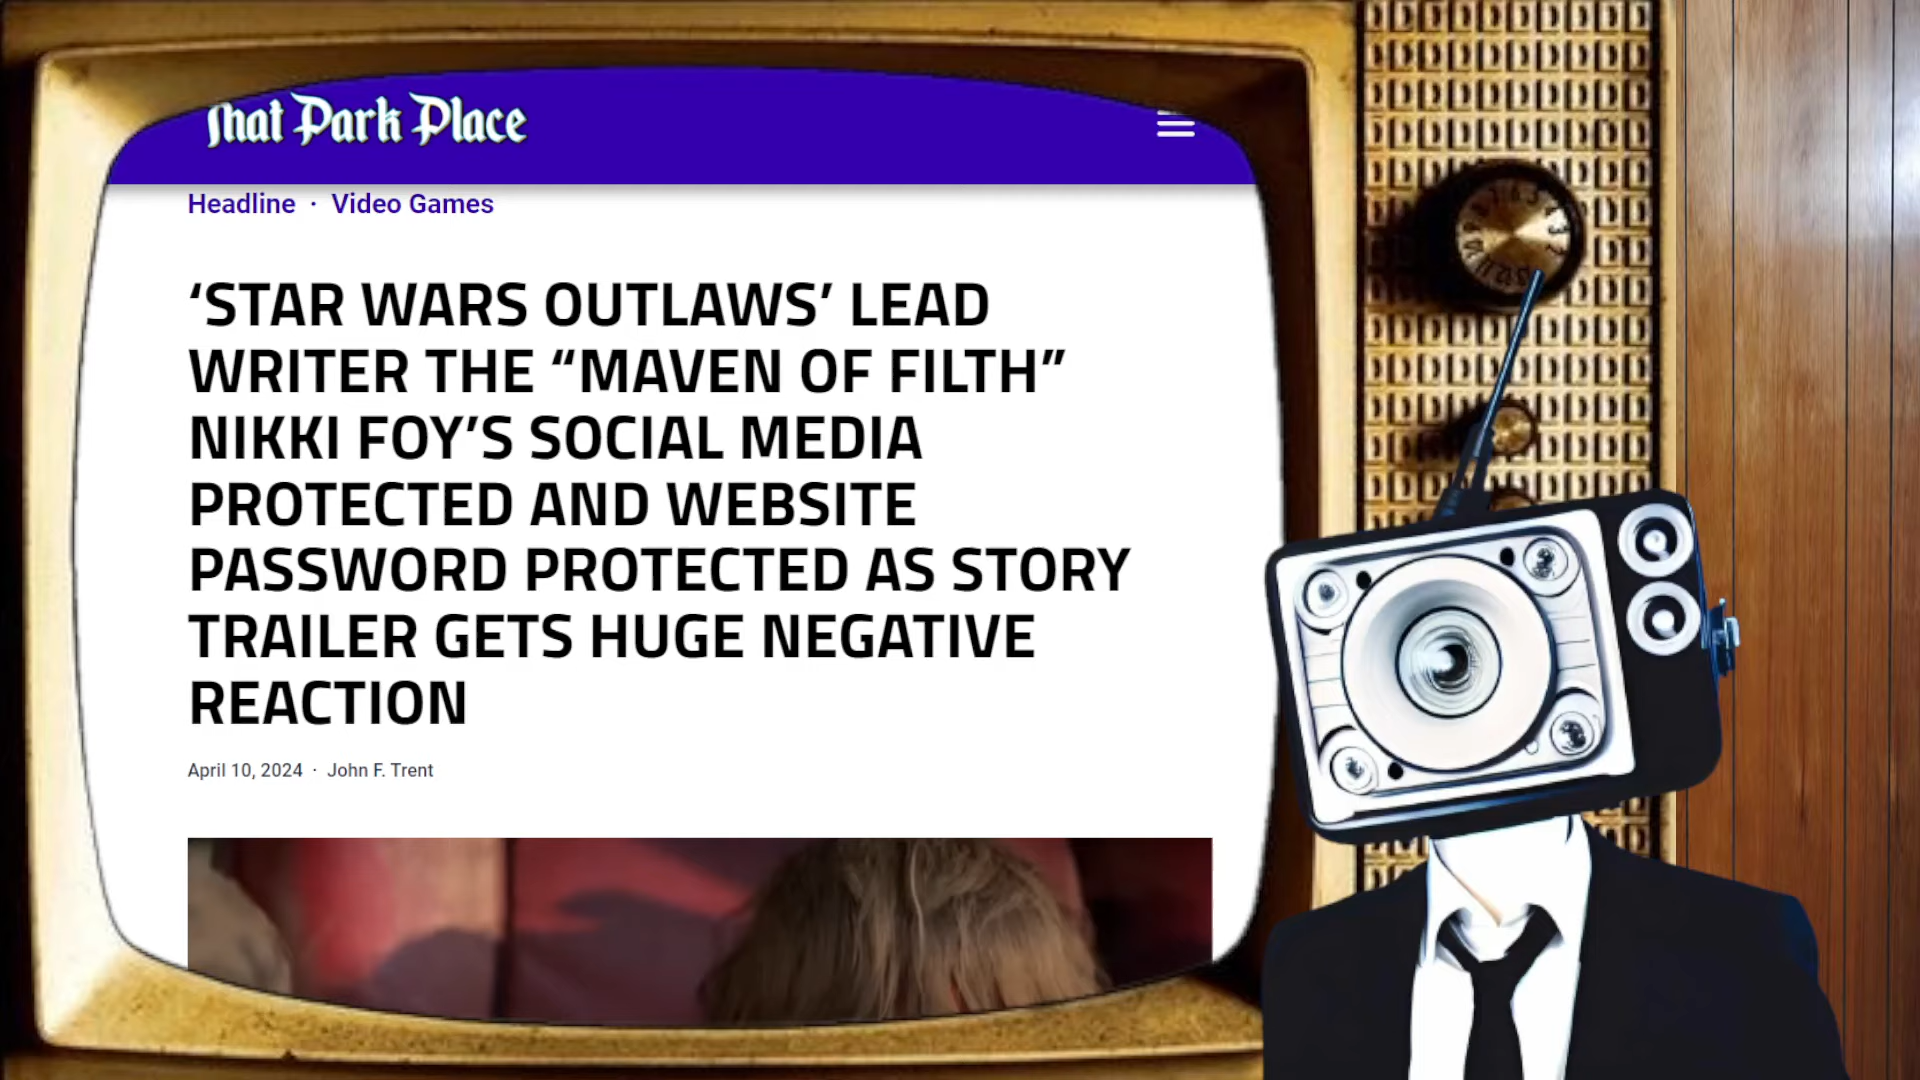 That Park Place
Headline · Video Games
‘STAR WARS OUTLAWS’ LEAD
WRITER THE “MAVEN OF FILTH”
NIKKI FOY’S SOCIAL MEDIA
PROTECTED AND WEBSITE
PASSWORD PROTECTED AS STORY
TRAILER GETS HUGE NEGATIVE
REACTION
April 10, 2024 · John F. Trent